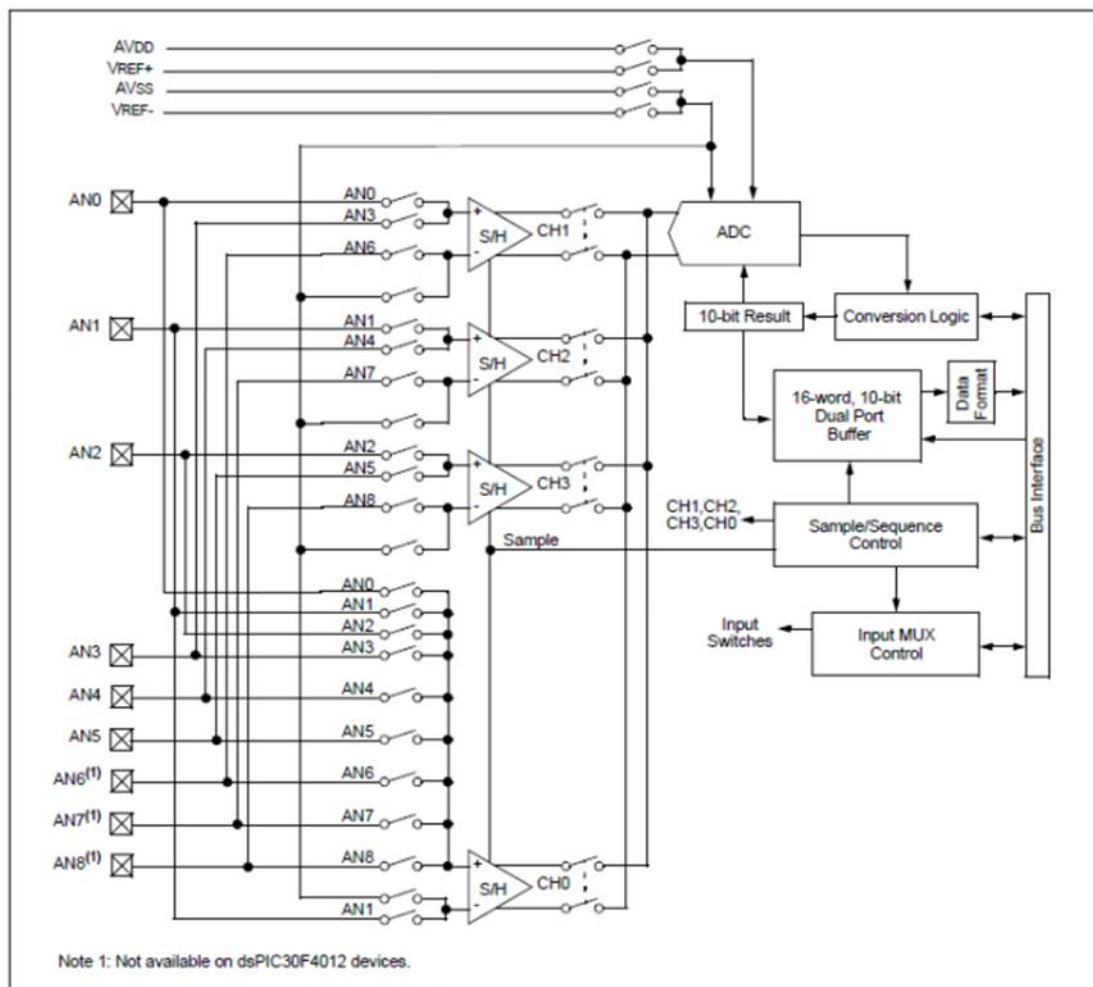 AVDD
VREF+
AVSS
VREF-
AN0
AN0
AN3
AN6
+
S/H
-
CH1
ADC
AN1
AN1
AN4
AN7
+
S/H
-
CH2
10-bit Result
Conversion Logic
16-word, 10-bit
Dual Port
Buffer
Data
Format
Bus Interface
AN2
AN2
AN5
AN8
+
S/H
-
CH3
CH1,CH2,
CH3,CH0
Sample
Sample/Sequence
Control
AN0
AN1
AN2
Input
Switches
Input MUX
Control
AN3
AN3
AN4
AN4
AN5
AN5
AN6(1)
AN6
AN7(1)
AN7
AN8(1)
AN8
+
S/H
-
CH0
AN1
Note 1: Not available on dsPIC30F4012 devices.